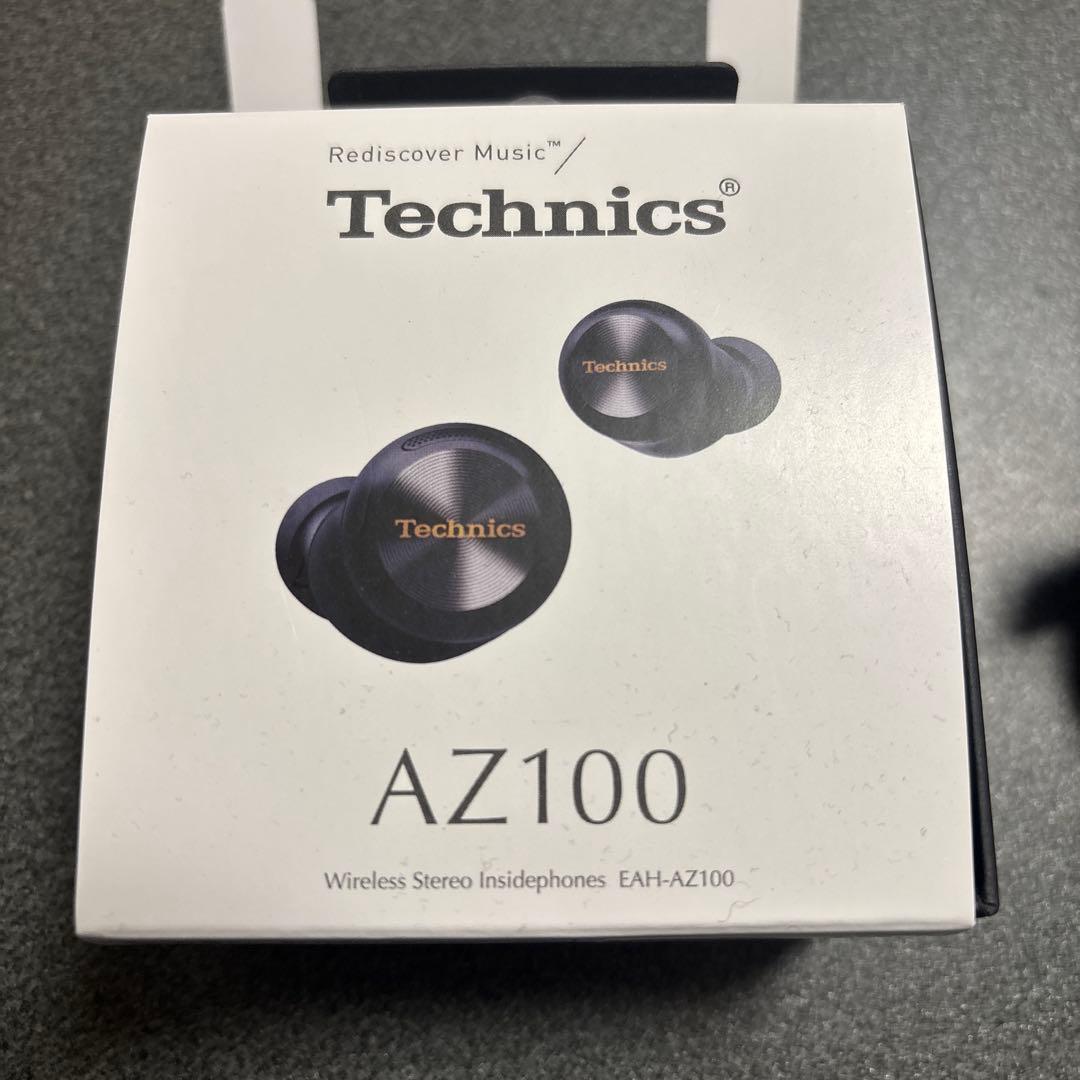 Rediscover Music™/
Technics®
Technics
Technics
AZ100
Wireless Stereo Insidephones EAH-AZ100